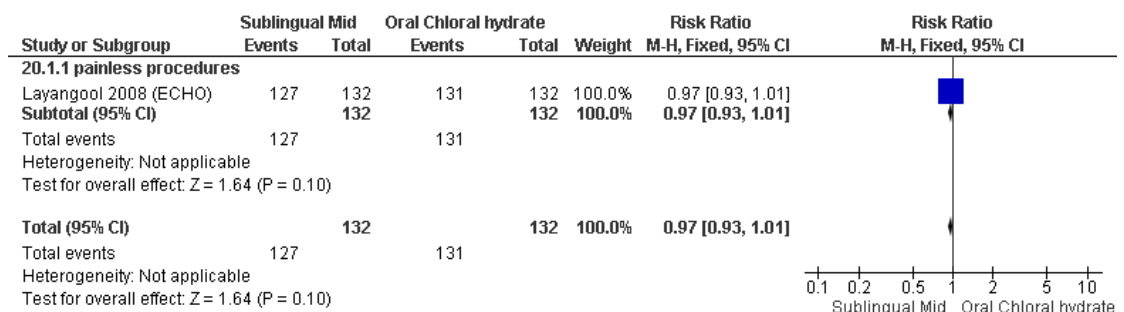 Sublingual Mid Oral Chloral hydrate Risk Ratio Risk Ratio
Study or Subgroup Events Total Events Total Weight M-H, Fixed, 95% CI M-H, Fixed, 95% CI
20.1.1 painless procedures
Layangool 2008 (ECHO) 127 132 131 132 100.0% 0.97 [0.93, 1.01]
Subtotal (95% CI) 132 132 100.0% 0.97 [0.93, 1.01]
Total events 127 131
Heterogeneity: Not applicable
Test for overall effect: Z = 1.64 (P = 0.10)
Total (95% CI) 132 132 100.0% 0.97 [0.93, 1.01]
Total events 127 131
Heterogeneity: Not applicable
Test for overall effect: Z = 1.64 (P = 0.10)
0.1 0.2 0.5 1 2 5 10
Sublingual Mid Oral Chloral hydrate